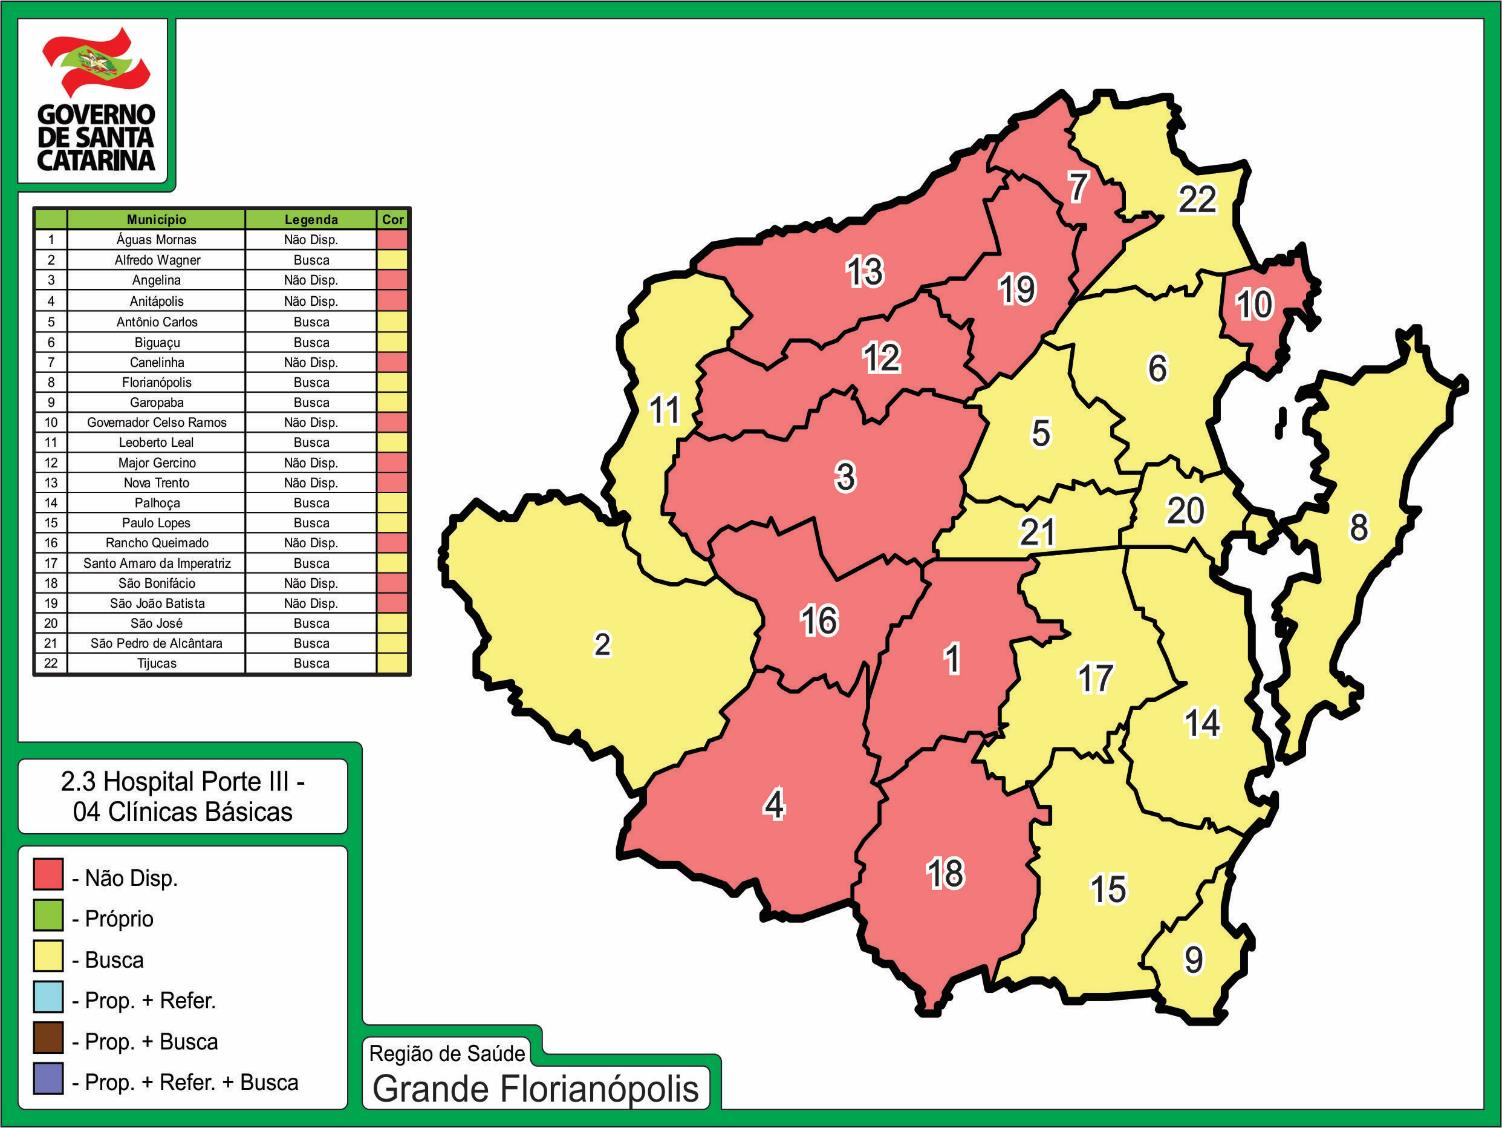 GOVERNO
DE SANTA
CATARINA
Município Legenda Cor
1 Águas Mornas Não Disp.
2 Alfredo Wagner Busca
3 Angelina Não Disp.
4 Anitápolis Não Disp.
5 Antônio Carlos Busca
6 Biguaçu Busca
7 Canelinha Não Disp.
8 Florianópolis Busca
9 Garopaba Busca
10 Governador Celso Ramos Não Disp.
11 Leoberto Leal Busca
12 Major Gercino Não Disp.
13 Nova Trento Não Disp.
14 Palhoça Busca
15 Paulo Lopes Busca
16 Rancho Queimado Não Disp.
17 Santo Amaro da Imperatriz Busca
18 São Bonifácio Não Disp.
19 São João Batista Não Disp.
20 São José Busca
21 São Pedro de Alcântara Busca
22 Tijucas Busca
7
22
13
19
10
12
6
11
5
3
20
21
8
16
2
1
17
14
4
18
15
9
2.3 Hospital Porte III -
04 Clínicas Básicas
- Não Disp.
- Próprio
- Busca
- Prop. + Refer.
- Prop. + Busca
- Prop. + Refer. + Busca
Região de Saúde
Grande Florianópolis